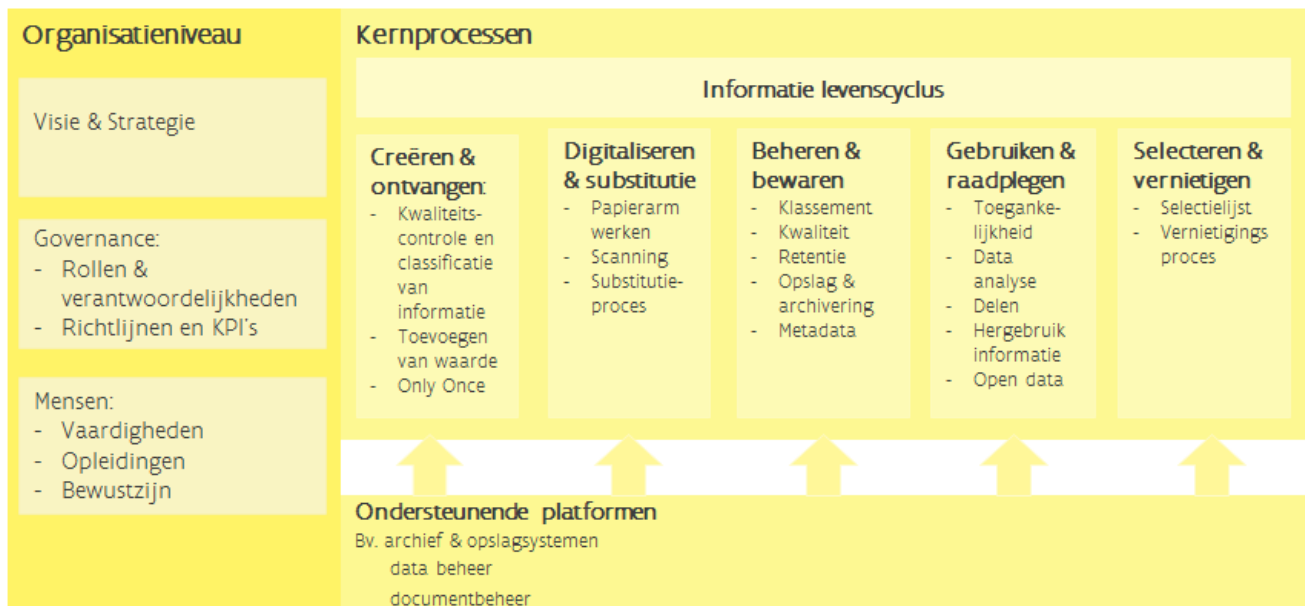 Organisatieniveau
Visie & Strategie
Governance:
- Rollen &
verantwoordelijkheden
- Richtlijnen en KPI's
Mensen:
- Vaardigheden
- Opleidingen
- Bewustzijn
Kernprocessen
Informatie levenscyclus
Creëren &
ontvangen:
- Kwaliteits-
controle en
classificatie
van
informatie
- Toevoegen
van waarde
- Only Once
Digitaliseren
& substitutie
- Papierarm
werken
- Scanning
- Substitutie-
proces
Beheren &
bewaren
- Klassement
- Kwaliteit
- Retentie
- Opslag &
archivering
- Metadata
Gebruiken &
raadplegen
- Toeganke-
lijkheid
- Data
analyse
- Delen
- Hergebruik
informatie
- Open data
Selecteren &
vernietigen
- Selectielijst
- Vernietigings
proces
Ondersteunende platformen
Bv. archief & opslagsystemen
data beheer
documentbeheer